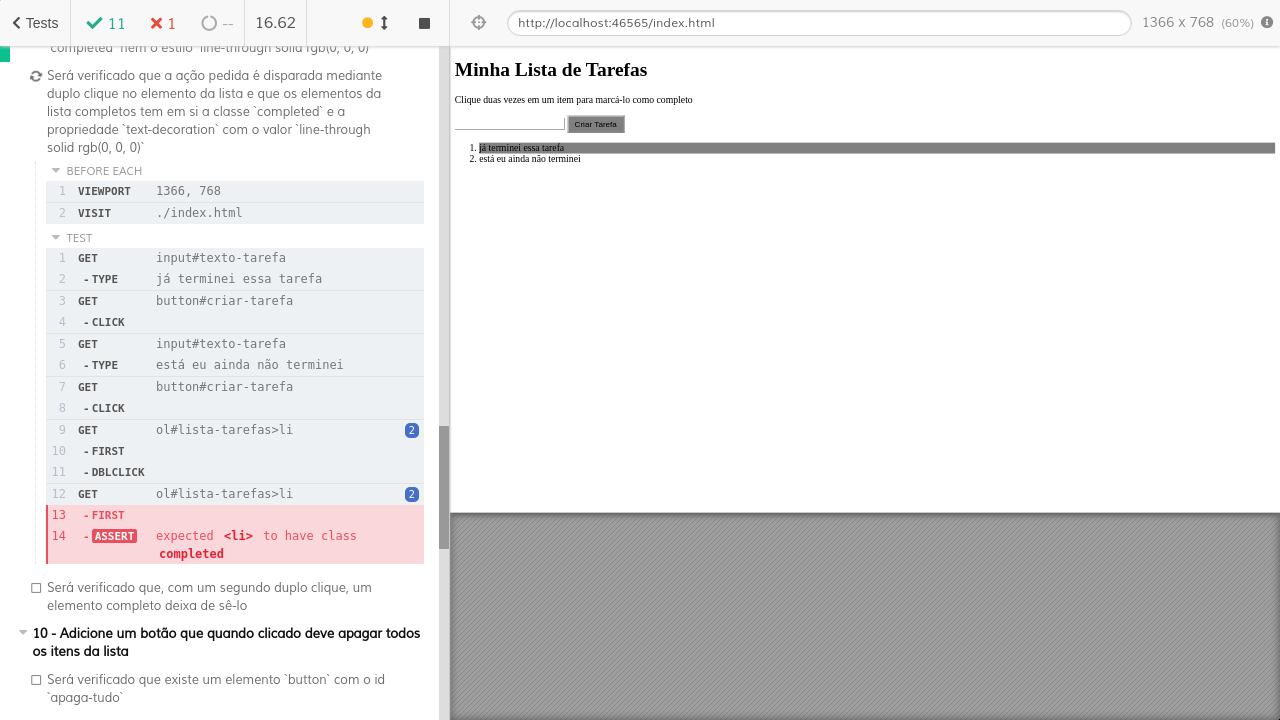 Tests 11 1 -- 16.62 http://localhost:46565/index.html 1366 x 768 (60%)
`completed` nem o estilo `line-through solid rgb(0, 0, 0)`
Será verificado que a ação pedida é disparada mediante
duplo clique no elemento da lista e que os elementos da
lista completos tem em si a classe `completed` e a
propriedade `text-decoration` com o valor `line-through
solid rgb(0, 0, 0)`
BEFORE EACH
1 VIEWPORT 1366, 768
2 VISIT ./index.html
TEST
1 GET input#texto-tarefa
2 -TYPE já terminei essa tarefa
3 GET button#criar-tarefa
4 -CLICK
5 GET input#texto-tarefa
6 -TYPE está eu ainda não terminei
7 GET button#criar-tarefa
8 -CLICK
9 GET ol#lista-tarefas>li 2
10 -FIRST
11 -DBLCLICK
12 GET ol#lista-tarefas>li 2
13 -FIRST
14 -ASSERT expected <li> to have class
completed
Será verificado que, com um segundo duplo clique, um
elemento completo deixa de sê-lo
10 - Adicione um botão que quando clicado deve apagar todos
os itens da lista
Será verificado que existe um elemento `button` com o id
`apaga-tudo`
Minha Lista de Tarefas
Clique duas vezes em um item para marcá-lo como completo
Criar Tarefa
1. já terminei essa tarefa
2. está eu ainda não terminei